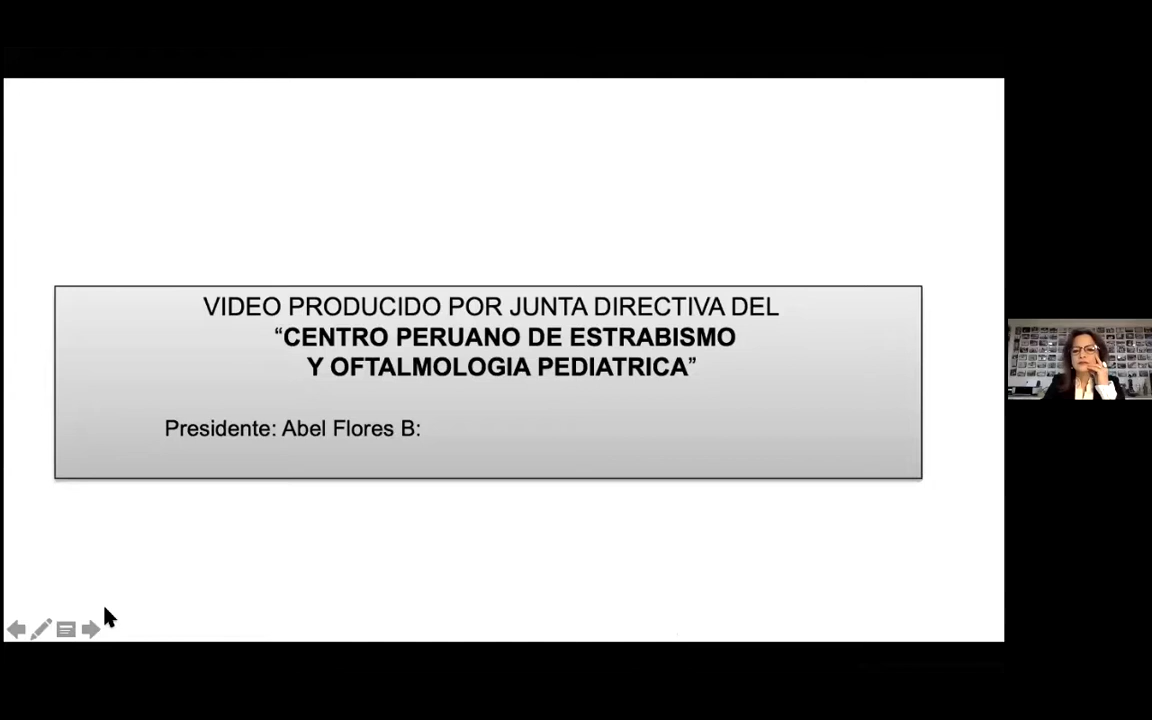 VIDEO PRODUCIDO POR JUNTA DIRECTIVA DEL
“CENTRO PERUANO DE ESTRABISMO
Y OFTALMOLOGIA PEDIATRICA”
Presidente: Abel Flores B: